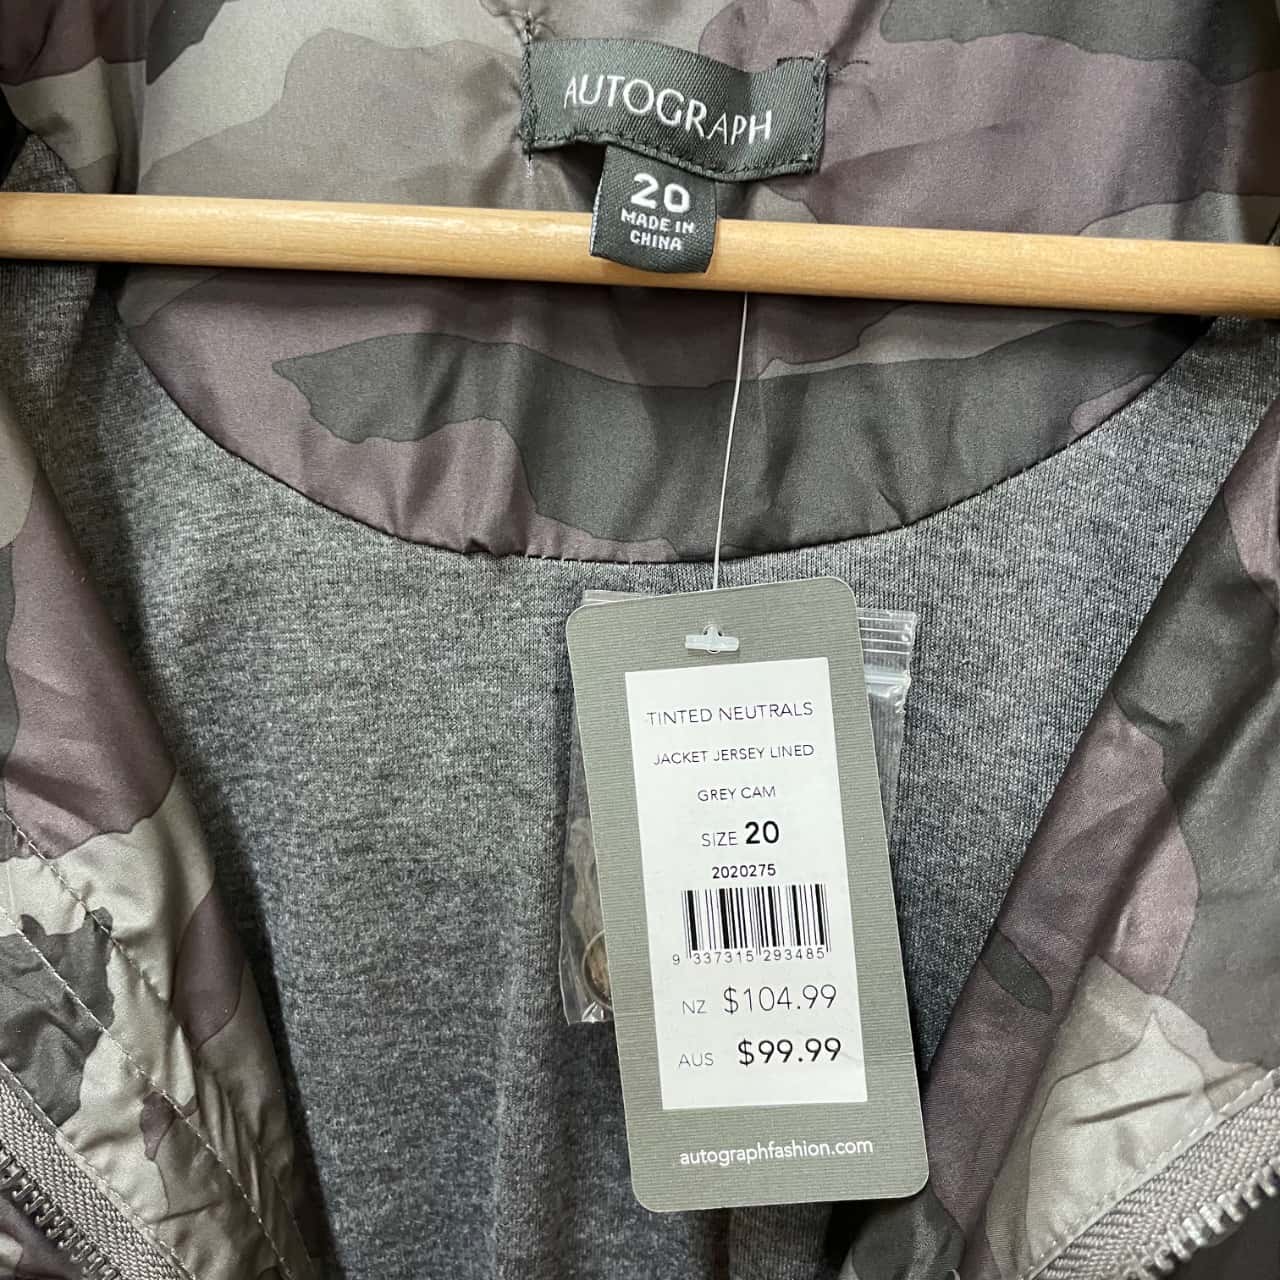 AUTOGRAPH
20
MADE IN
CHINA
TINTED NEUTRALS
JACKET JERSEY LINED
GREY CAM
SIZE 20
2020275
9 337315 293485
NZ $104.99
AUS $99.99
autographfashion.com